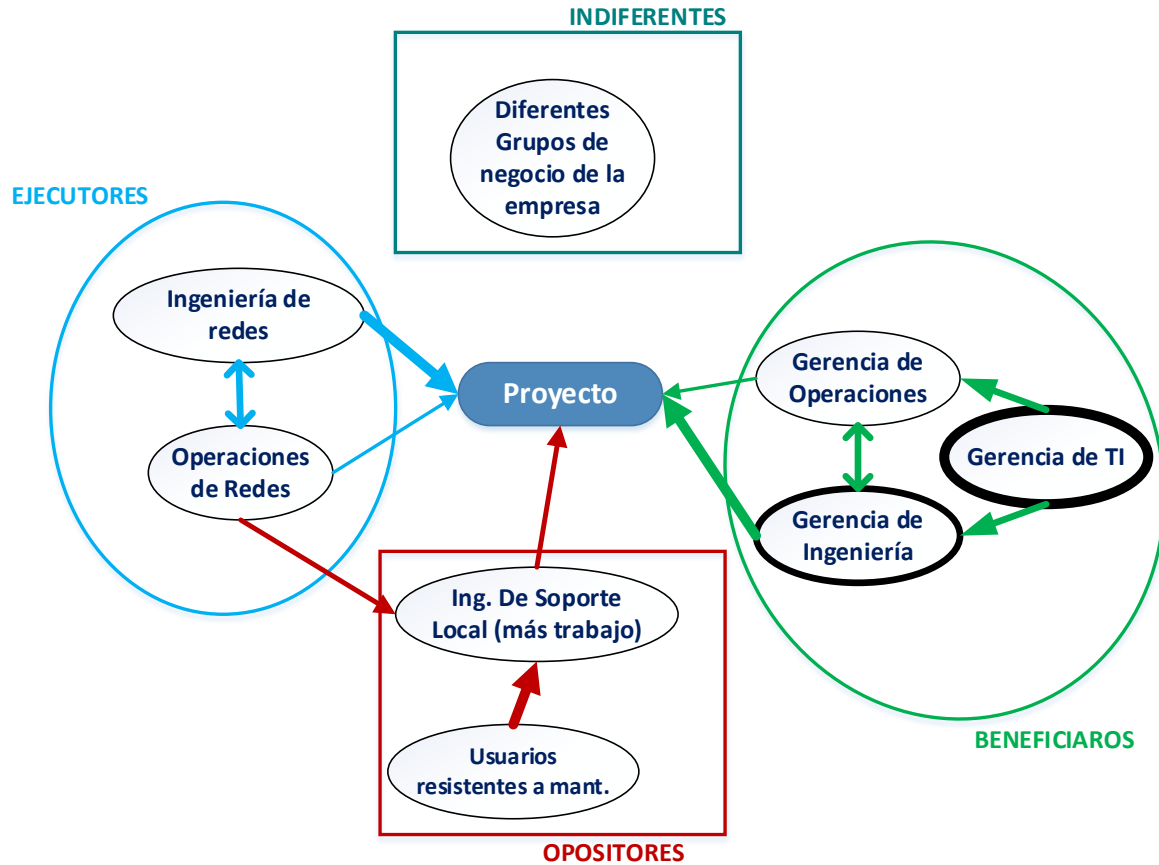 INDIFERENTES
Diferentes
Grupos de
negocio de la
empresa
EJECUTORES
Ingeniería de
redes
Operaciones
de Redes
Proyecto
Gerencia de
Operaciones
Gerencia de TI
Gerencia de
Ingeniería
BENEFICIAROS
Ing. De Soporte
Local (más trabajo)
Usuarios
resistentes a mant.
OPOSITORES